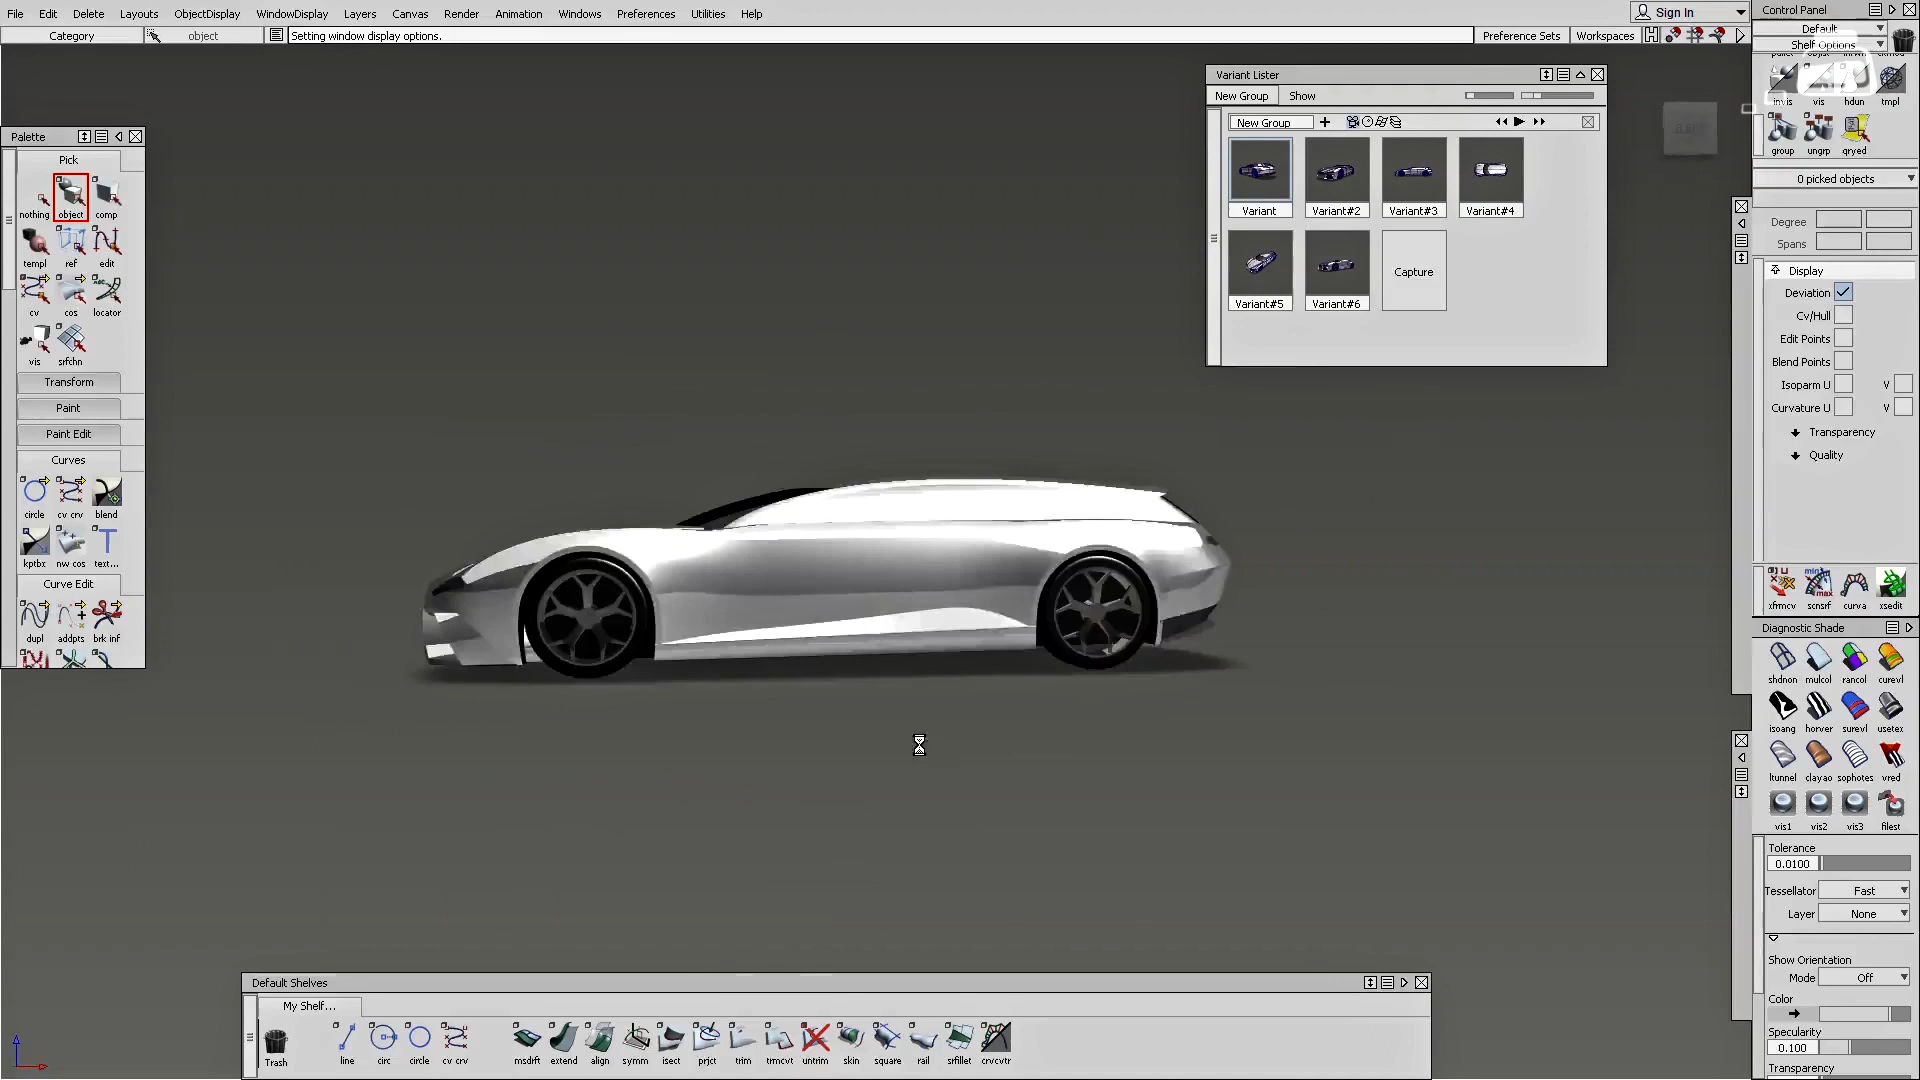 File Edit Delete Layouts ObjectDisplay WindowDisplay Layers Canvas Render Animation Windows Preferences Utilities Help
Sign In
Category
object
Setting window display options.
Preference Sets
Workspaces
Control Panel
Default
Shelf Options
invis vis hdun tmpl
group ungrp qryed
0 picked objects
Degree
Spans
Display
Deviation
Cv/Hull
Edit Points
Blend Points
Isoparm U V
Curvature U V
Transparency
Quality
xfrmcv scnsrf curva xsedit
Diagnostic Shade
shdnon mulcol rancol curevl
isoang horver surevl usetex
ltunnel clayao sophotes vred
vis1 vis2 vis3 filest
Tolerance
0.0100
Tessellator Fast
Layer None
Show Orientation
Mode Off
Color
Specularity
0.100
Transparency
Palette
Pick
nothing object comp
templ ref edit
cv cos locator
vis srfchn
Transform
Paint
Paint Edit
Curves
circle cv crv blend
kptbx nw cos text...
Curve Edit
dupl addpts brk inf
Variant Lister
New Group Show
New Group
Variant Variant#2 Variant#3 Variant#4
Variant#5 Variant#6 Capture
Default Shelves
My Shelf...
Trash line circ circle cv crv msdrft extend align symm isect prjct trim trmcvt untrim skin square rail srfillet crvcvtr